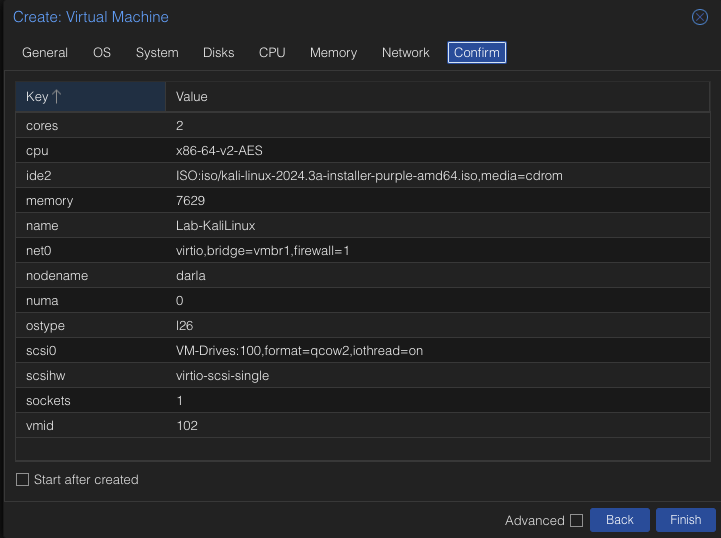 Create: Virtual Machine
General OS System Disks CPU Memory Network Confirm
Key Value
cores 2
cpu x86-64-v2-AES
ide2 ISO:iso/kali-linux-2024.3a-installer-purple-amd64.iso,media=cdrom
memory 7629
name Lab-KaliLinux
net0 virtio,bridge=vmbr1,firewall=1
nodename darla
numa 0
ostype l26
scsi0 VM-Drives:100,format=qcow2,iothread=on
scsihw virtio-scsi-single
sockets 1
vmid 102
Start after created
Advanced Back Finish